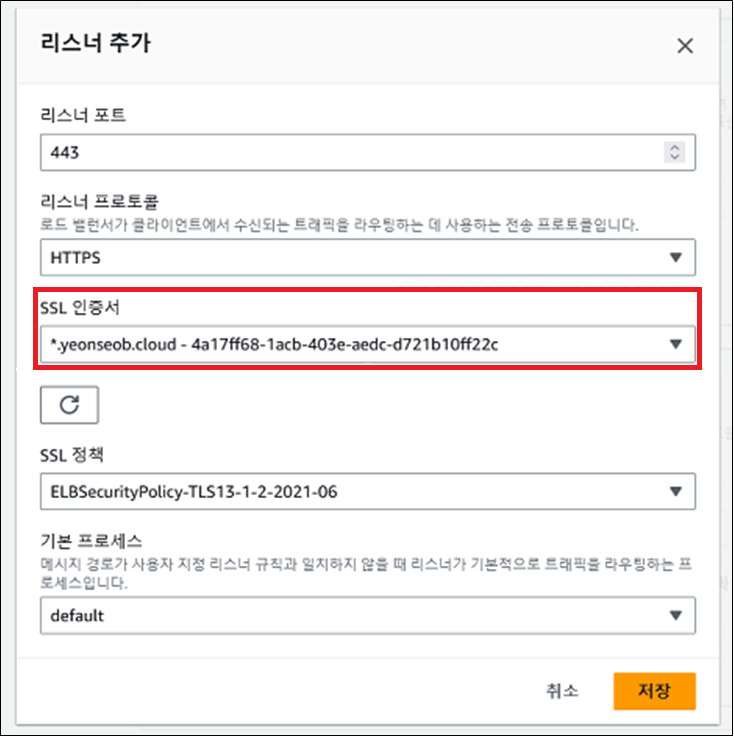 리스너 추가
리스너 포트
443
리스너 프로토콜
로드 밸런서가 클라이언트에서 수신되는 트래픽을 라우팅하는 데 사용하는 전송 프로토콜입니다.
HTTPS
SSL 인증서
*.yeonseob.cloud - 4a17ff68-1acb-403e-aedc-d721b10ff22c
SSL 정책
ELBSecurityPolicy-TLS13-1-2-2021-06
기본 프로세스
메시지 경로가 사용자 지정 리스너 규칙과 일치하지 않을 때 리스너가 기본적으로 트래픽을 라우팅하는 프
로세스입니다.
default
취소 저장